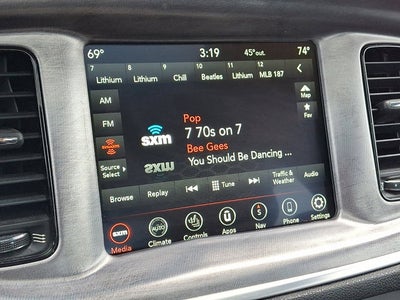 69° 3:19 45°out. 74°
7 8 9 10 11 12
Lithium Lithium Chill Beatles Lithium MLB 187
AM
FM
SiriusXM
Source
Select
Map
Fav
sxm
Pop
7 70s on 7
Bee Gees
You Should Be Dancing ...
Browse Replay Tune Traffic & Weather Audio
sxm AUTO S
Media Climate Controls Apps Nav Phone Settings